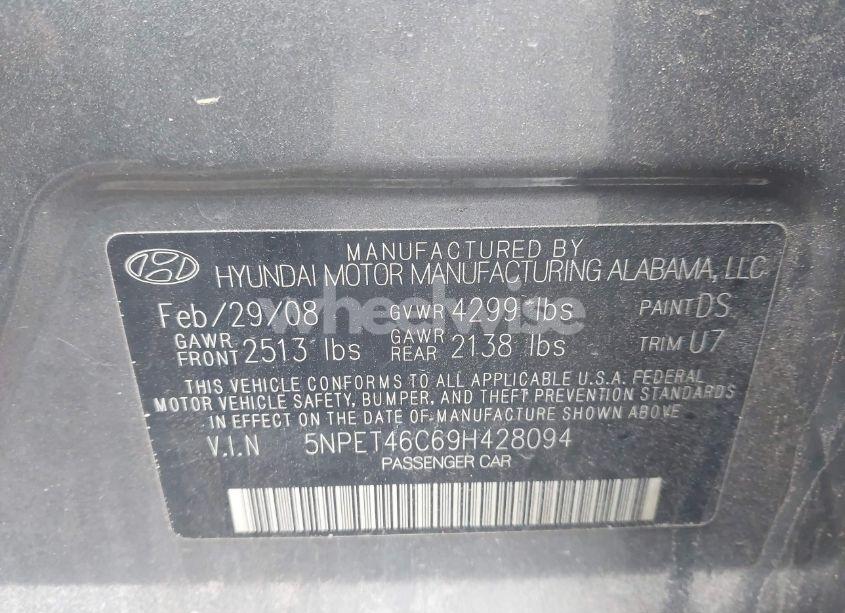 MANUFACTURED BY
HYUNDAI MOTOR MANUFACTURING ALABAMA, LLC
Feb/29/08 GVWR 4299 lbs PAINT DS
GAWR FRONT 2513 lbs GAWR REAR 2138 lbs TRIM U7
THIS VEHICLE CONFORMS TO ALL APPLICABLE U.S.A. FEDERAL
MOTOR VEHICLE SAFETY, BUMPER, AND THEFT PREVENTION STANDARDS
IN EFFECT ON THE DATE OF MANUFACTURE SHOWN ABOVE
V.I.N 5NPET46C69H428094
PASSENGER CAR
wheelwise